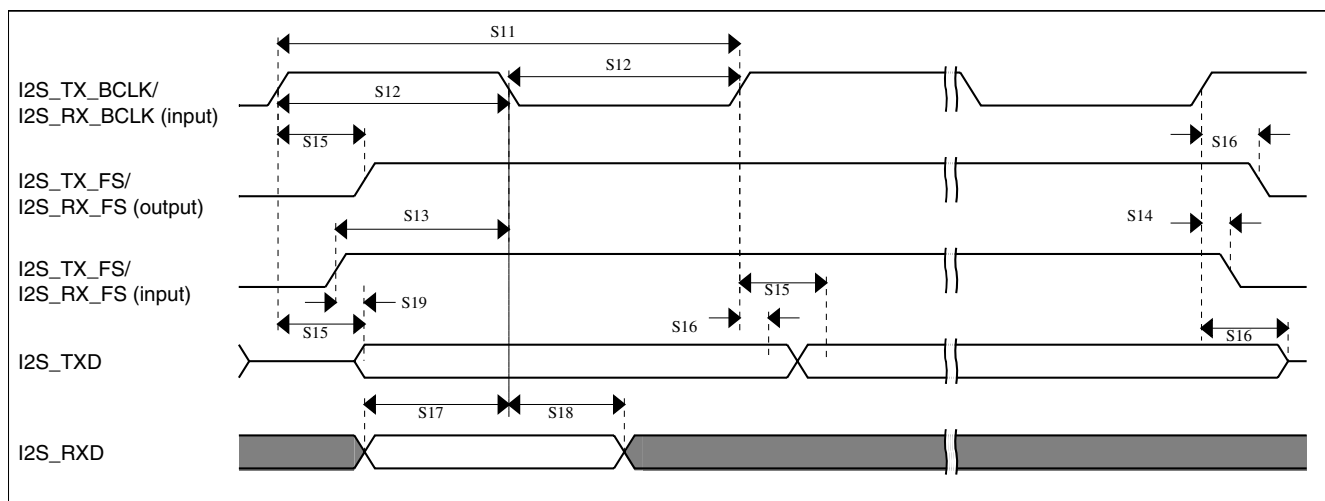 S11
I2S_TX_BCLK/
I2S_RX_BCLK (input)
S12
S12
S15
S16
I2S_TX_FS/
I2S_RX_FS (output)
S13
S14
I2S_TX_FS/
I2S_RX_FS (input)
S19
S15
S15
S16
S16
I2S_TXD
S17
S18
I2S_RXD